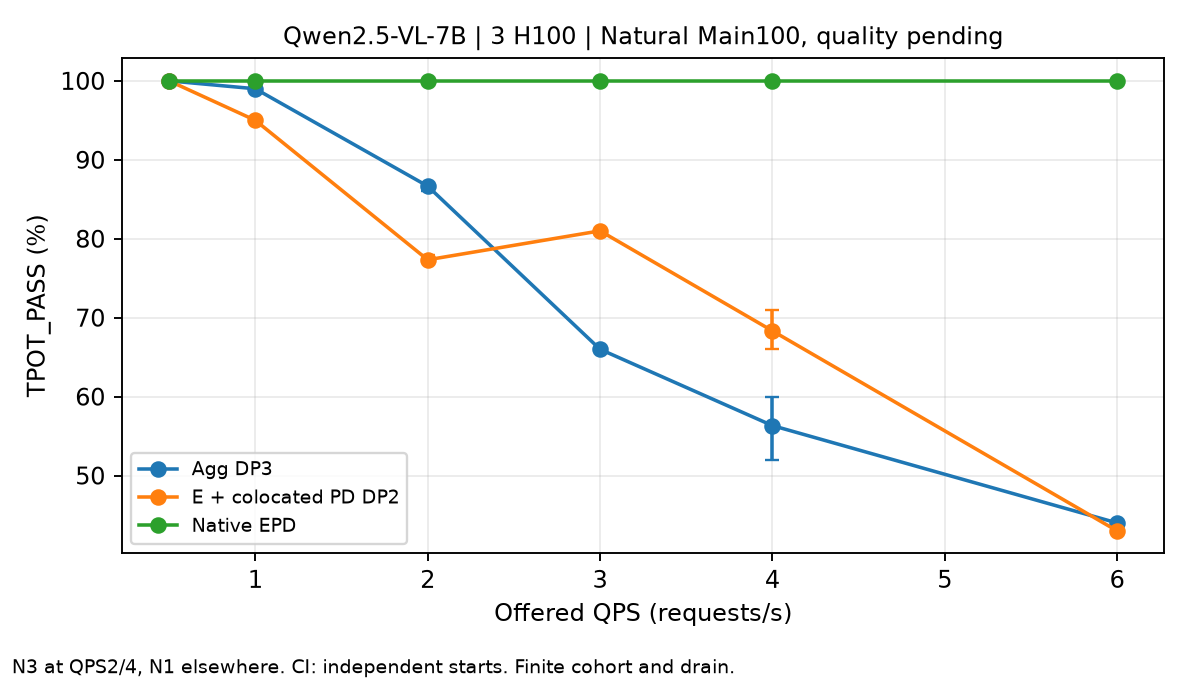 Qwen2.5-VL-7B | 3 H100 | Natural Main100, quality pending
TPOT_PASS (%)
100
90
80
70
60
50
Agg DP3
E + colocated PD DP2
Native EPD
1 2 3 4 5 6
Offered QPS (requests/s)
N3 at QPS2/4, N1 elsewhere. CI: independent starts. Finite cohort and drain.